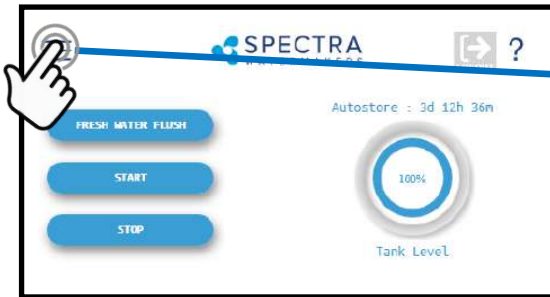 SPECTRA
?
Autostore : 3d 12h 36m
FRESH WATER FLUSH
START
100%
STOP
Tank Level